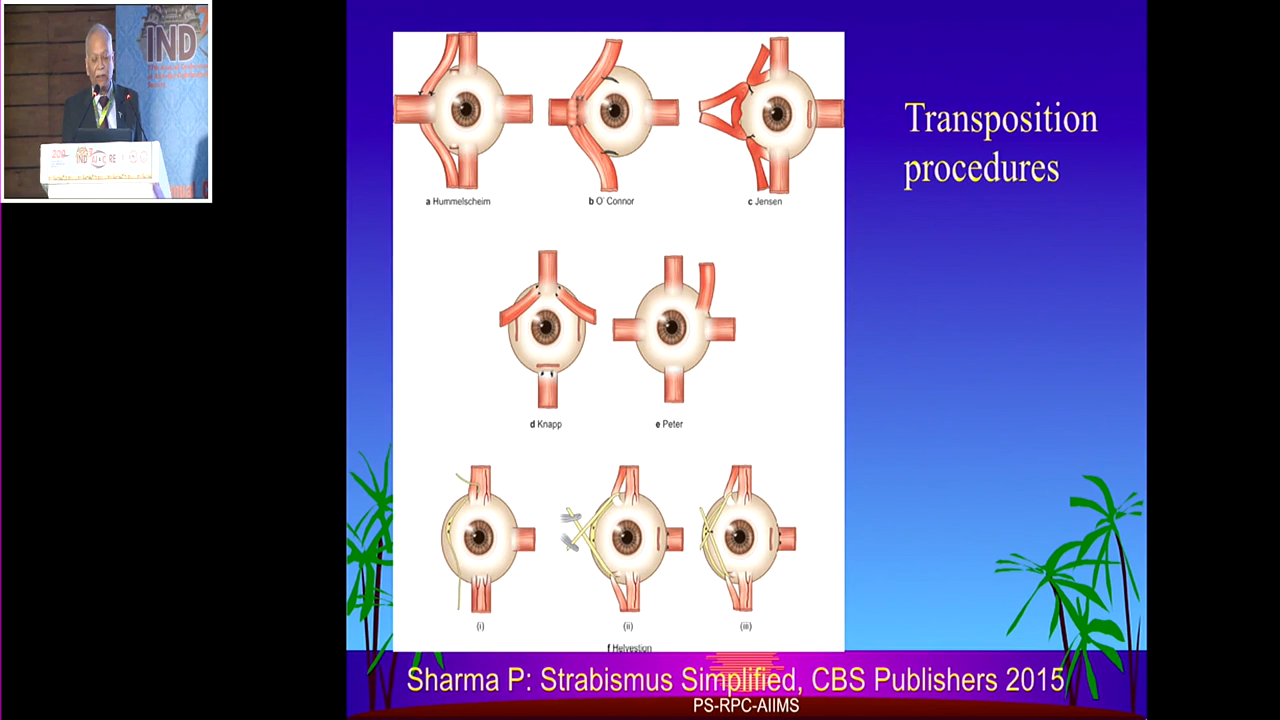 IND
Transposition
procedures
a Hummelscheim
b O' Connor
c Jensen
d Knapp
e Peter
(i)
(ii)
(iii)
f Helvestion
Sharma P: Strabismus Simplified, CBS Publishers 2015
PS-RPC-AIIMS